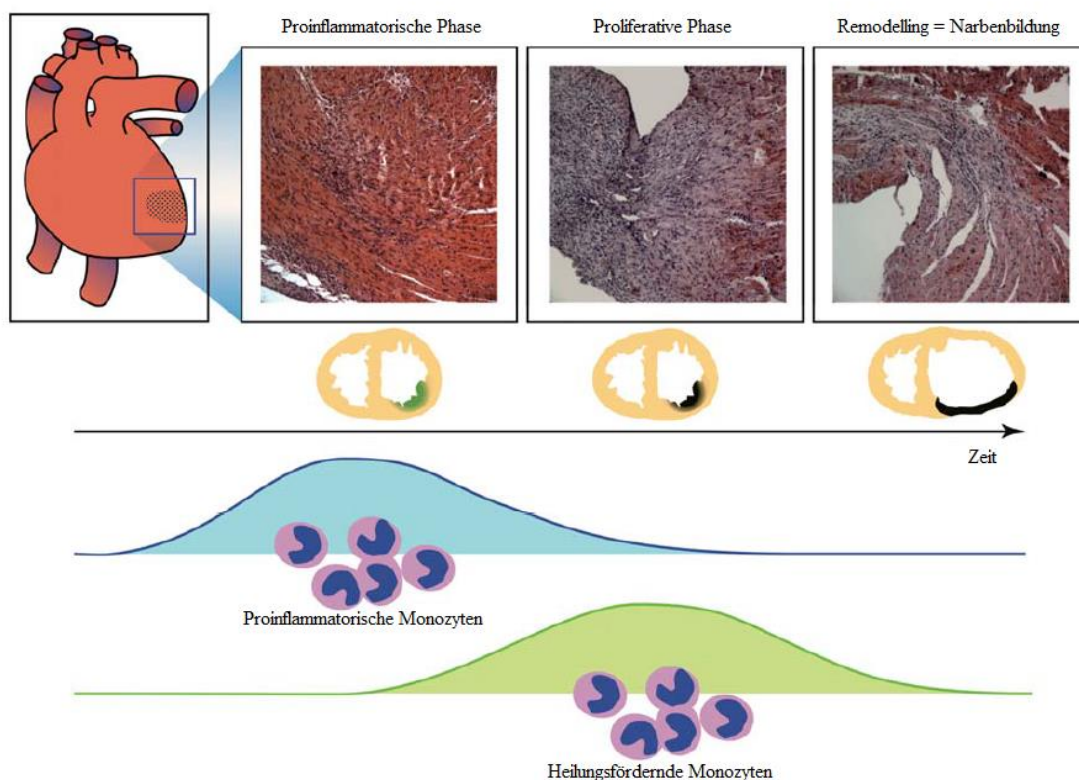 Proinflammatorische Phase
Proliferative Phase
Remodelling = Narbenbildung
Zeit
Proinflammatorische Monozyten
Heilungsfördernde Monozyten